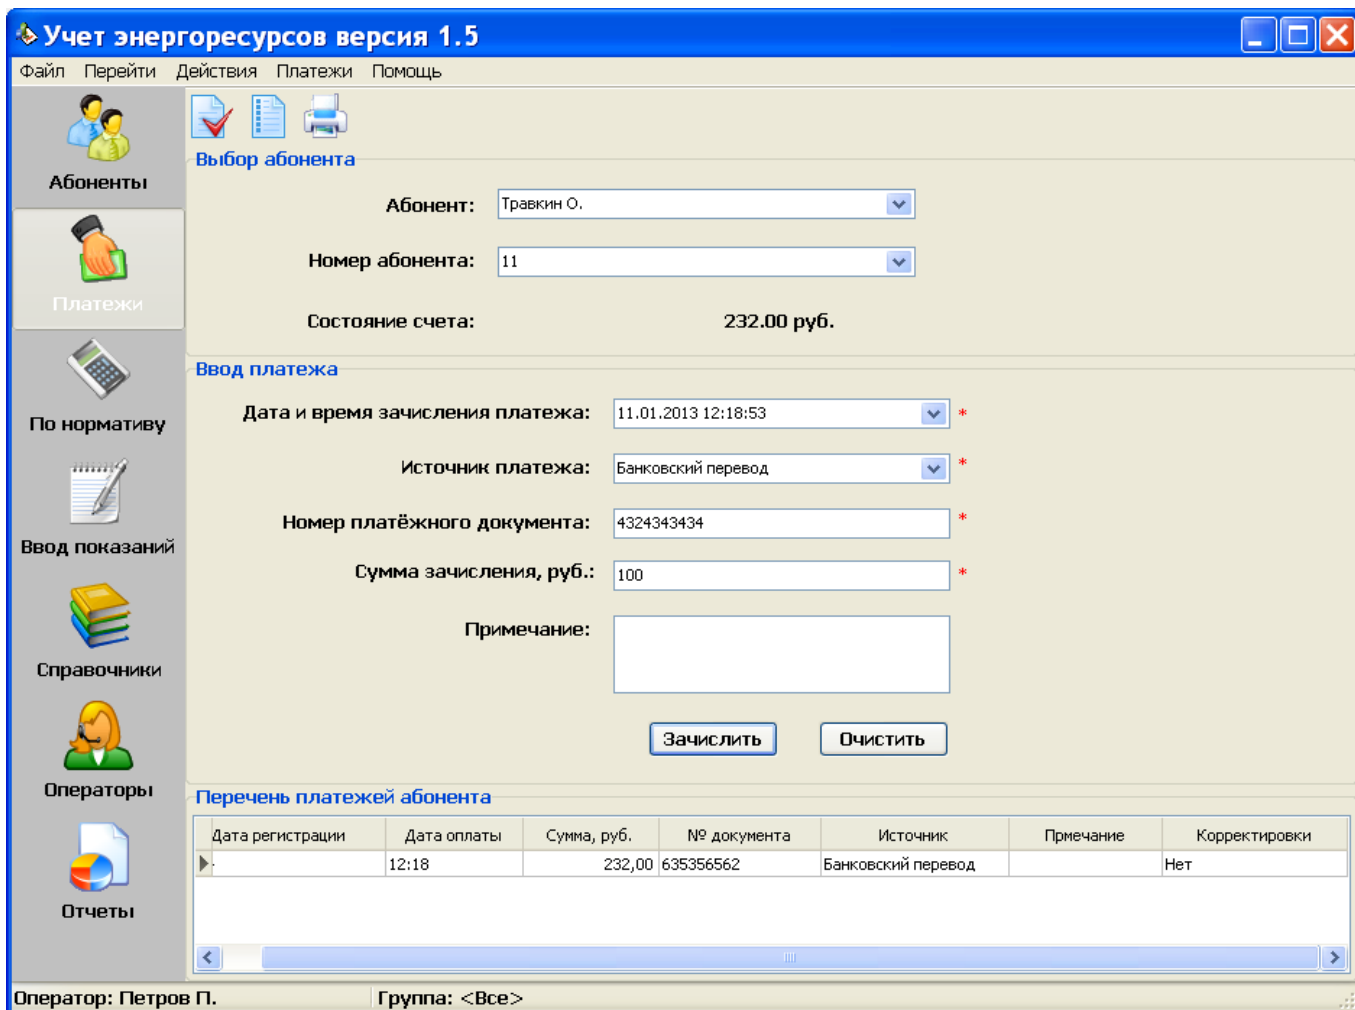 Учет энергоресурсов версия 1.5
Файл Перейти Действия Платежи Помощь
Абоненты
Платежи
По нормативу
Ввод показаний
Справочники
Операторы
Отчеты
Выбор абонента
Абонент: Травкин О.
Номер абонента: 11
Состояние счета: 232.00 руб.
Ввод платежа
Дата и время зачисления платежа: 11.01.2013 12:18:53 *
Источник платежа: Банковский перевод *
Номер платёжного документа: 4324343434 *
Сумма зачисления, руб.: 100 *
Примечание:
Зачислить Очистить
Перечень платежей абонента
Дата регистрации Дата оплаты Сумма, руб. № документа Источник Прмечание Корректировки
12:18 232,00 635356562 Банковский перевод Нет
Оператор: Петров П. Группа: <Все>